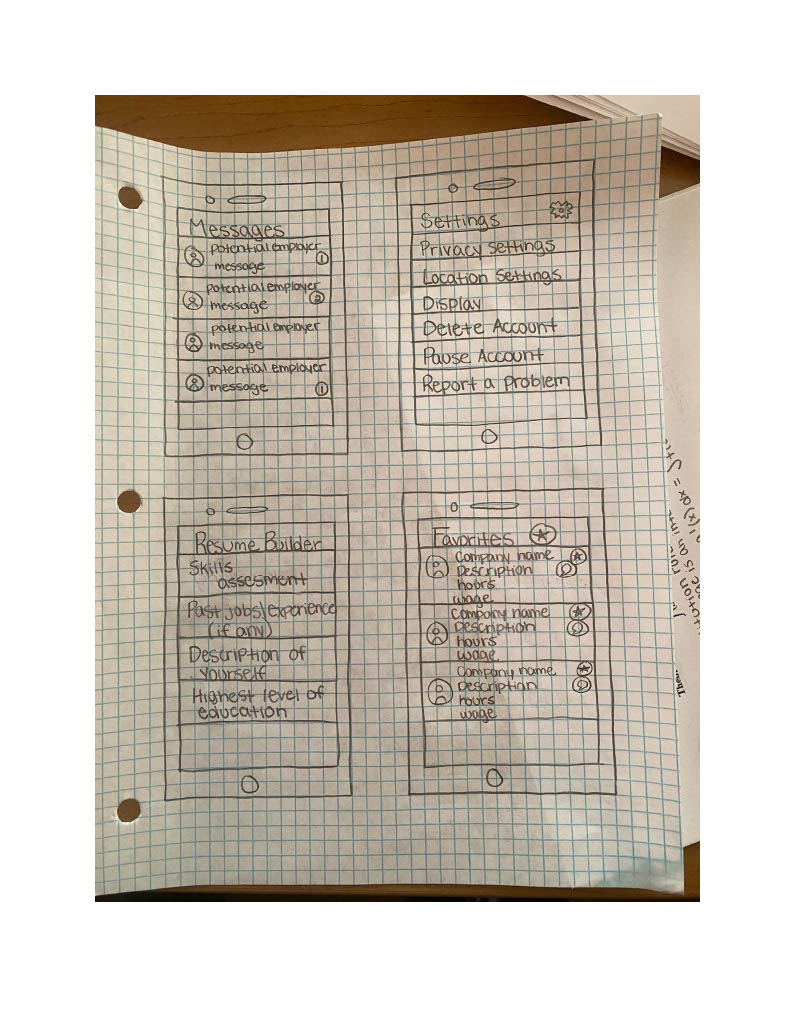 Messages
potential employer
message 1
potential employer
message 2
potential employer
message
potential employer
message 1
Settings
Privacy settings
Location Settings
Display
Delete Account
Pause Account
Report a problem
Resume Builder
Skills
assesment
Past jobs/experience
(if any)
Description of
yourself
Highest level of
education
Favorites
Company name
Description
hours
wage
Company name
Description
hours
wage
Company name
Description
hours
wage